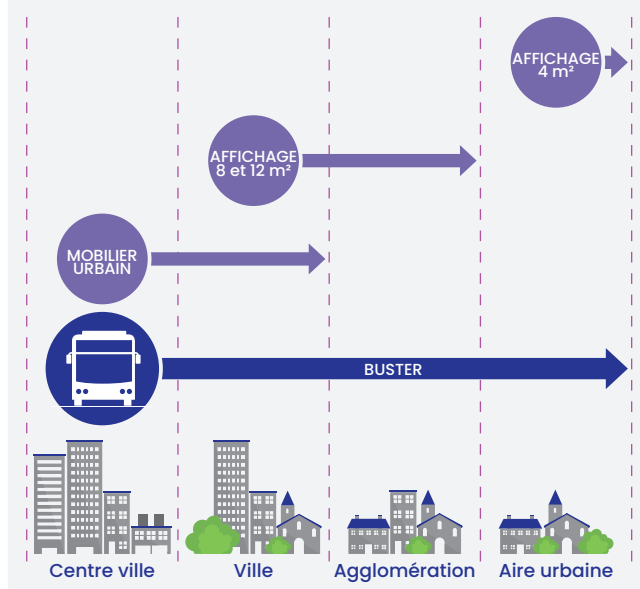 AFFICHAGE
4 m²
AFFICHAGE
8 et 12 m²
MOBILIER
URBAIN
BUSTER
Centre ville
Ville
Agglomération
Aire urbaine